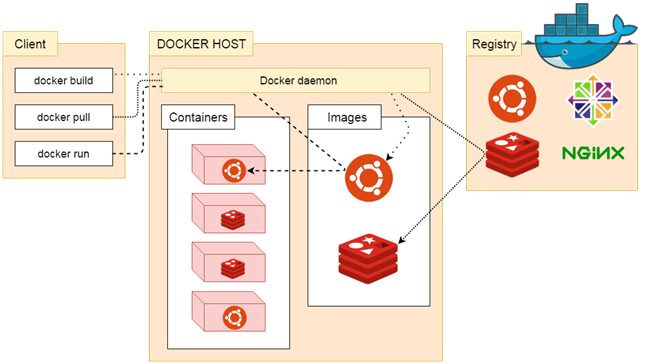 Client
docker build
docker pull
docker run
DOCKER HOST
Docker daemon
Containers
Images
Registry
NGiNX